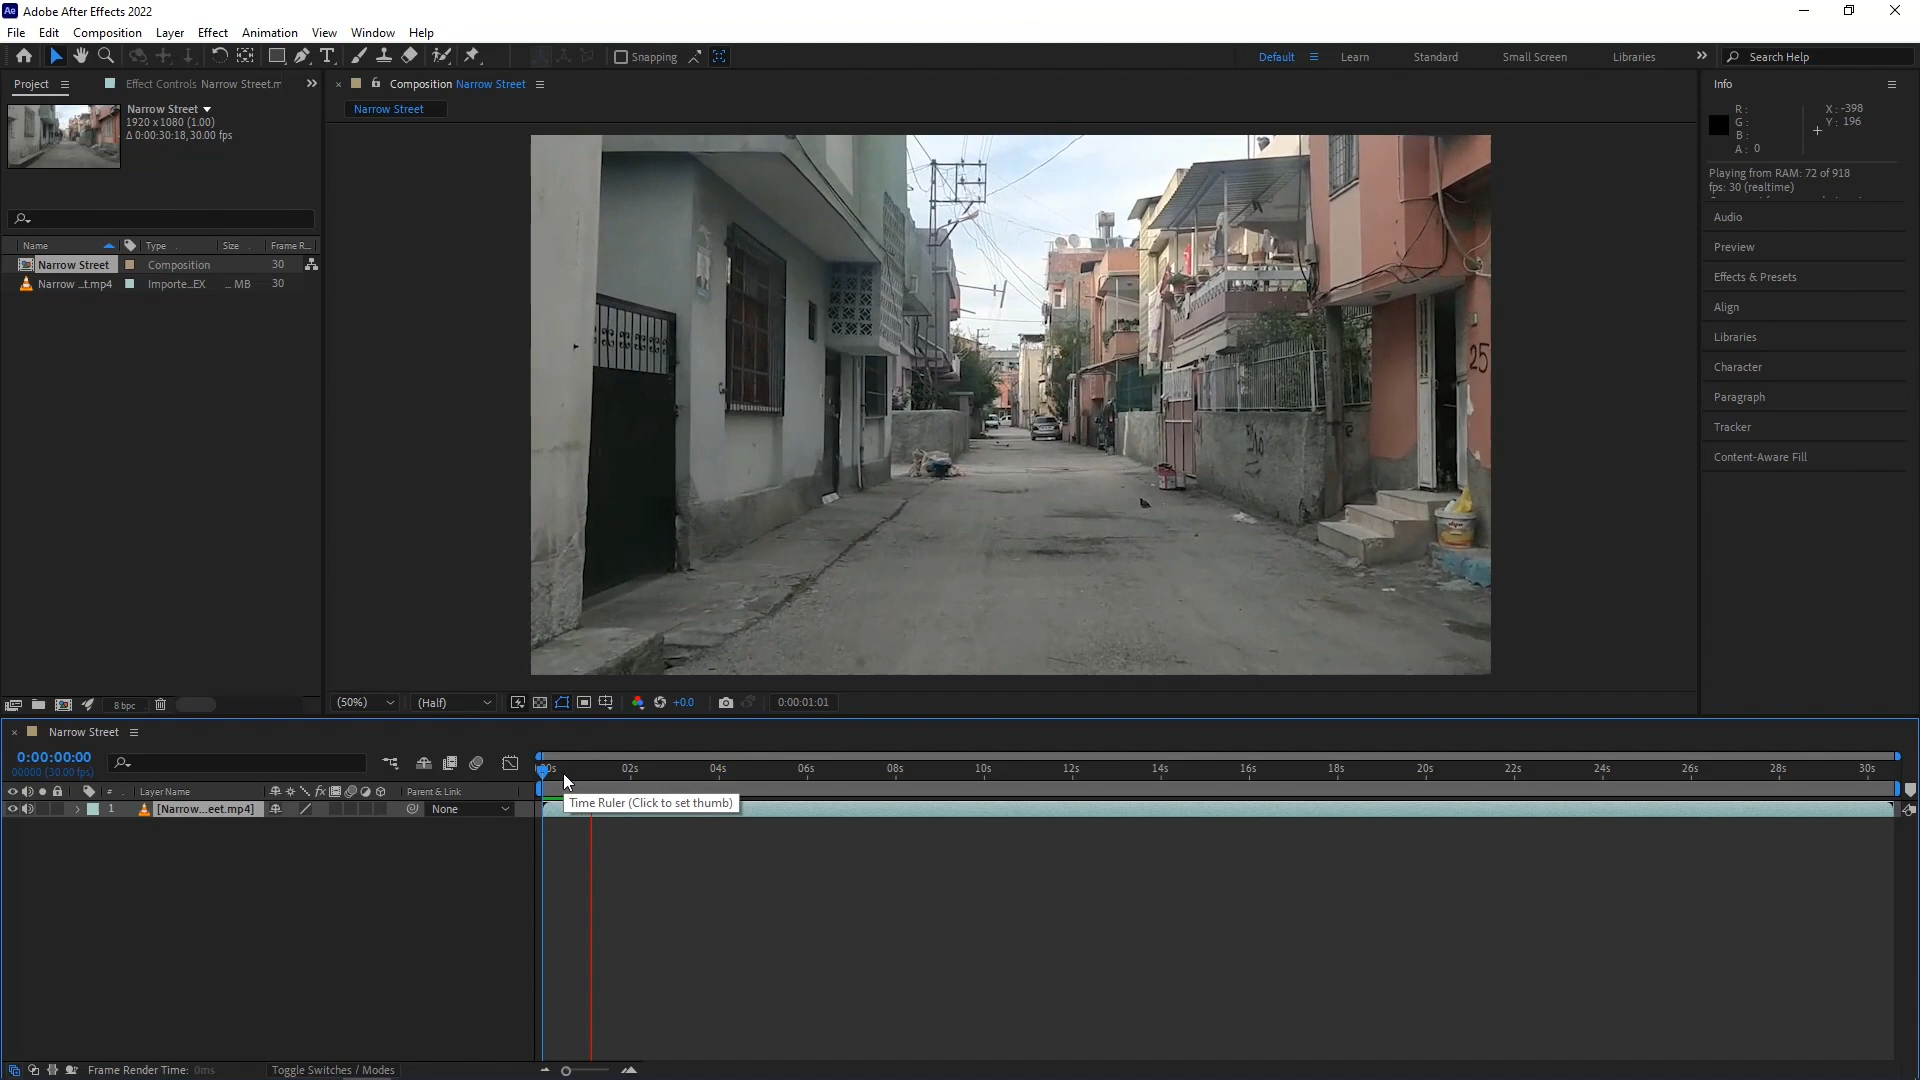 Ae Adobe After Effects 2022
File Edit Composition Layer Effect Animation View Window Help
Snapping
Default Learn Standard Small Screen Libraries Search Help
Project Effect Controls Narrow Street.m
Composition Narrow Street
Info
Narrow Street
1920 x 1080 (1.00)
Δ 0:00:30:18, 30.00 fps
Narrow Street
R: X: -398
G: Y: 196
B:
A: 0
Playing from RAM: 72 of 918
fps: 30 (realtime)
Audio
Preview
Effects & Presets
Align
Libraries
Character
Paragraph
Tracker
Content-Aware Fill
Name Type Size Frame R...
Narrow Street Composition 30
Narrow ...t.mp4 Importe...EX ... MB 30
25
8 bpc
(50%) (Half) +0.0 0:00:01:01
Narrow Street
0:00:00:00
00000 (30.00 fps)
:00s 02s 04s 06s 08s 10s 12s 14s 16s 18s 20s 22s 24s 26s 28s 30s
# Layer Name fx Parent & Link
1 [Narrow...eet.mp4] None
Time Ruler (Click to set thumb)
Frame Render Time: 0ms Toggle Switches / Modes